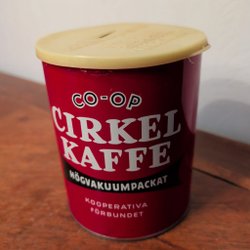 CO-OP
CIRKEL
KAFFE
HÖGVAKUUMPACKAT
KOOPERATIVA
FÖRBUNDET